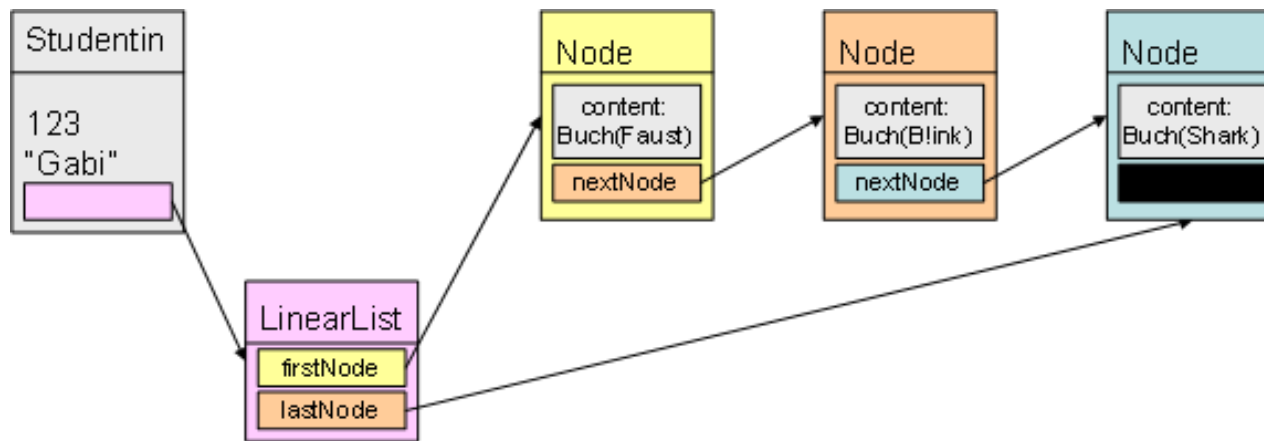 Studentin
123
"Gabi"
LinearList
firstNode
lastNode
Node
content:
Buch(Faust)
nextNode
Node
content:
Buch(B!ink)
nextNode
Node
content:
Buch(Shark)